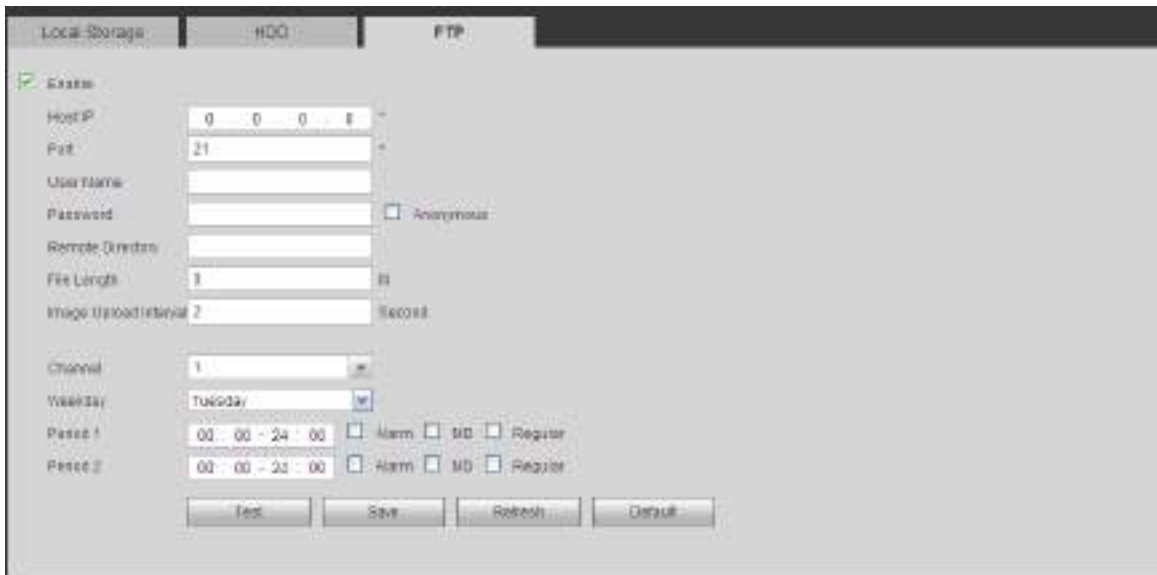 Local Storage HDD FTP
Enable
Host IP 0 . 0 . 0 . 0 *
Port 21 *
User Name
Password Anonymous
Remote Directory
File Length 0 M
Image Upload Interval 2 Second
Channel 1
Weekday Tuesday
Period 1 00 : 00 - 24 : 00 Alarm MD Regular
Period 2 00 : 00 - 24 : 00 Alarm MD Regular
Test Save Refresh Default